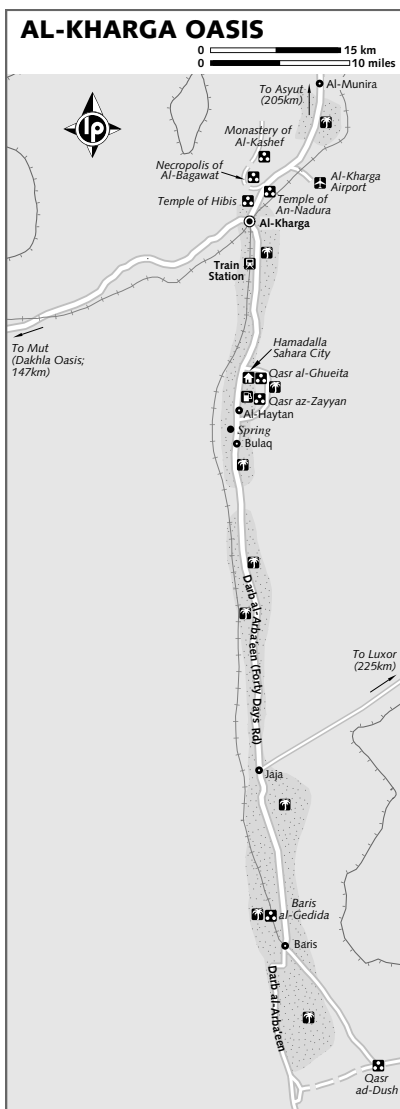 AL-KHARGA OASIS
0 15 km
0 10 miles
lp
To Asyut
(205km)
Al-Munira
Monastery of
Al-Kashef
Necropolis of
Al-Bagawat
Al-Kharga
Airport
Temple of Hibis
Temple of
An-Nadura
Al-Kharga
Train
Station
To Mut
(Dakhla Oasis;
147km)
Hamadalla
Sahara City
Qasr al-Ghueita
Qasr az-Zayyan
Al-Haytan
Spring
Bulaq
Darb al-Arba'een (Forty Days Rd)
To Luxor
(225km)
Jaja
Baris
al-Gedida
Baris
Darb al-Arba'een
Qasr
ad-Dush